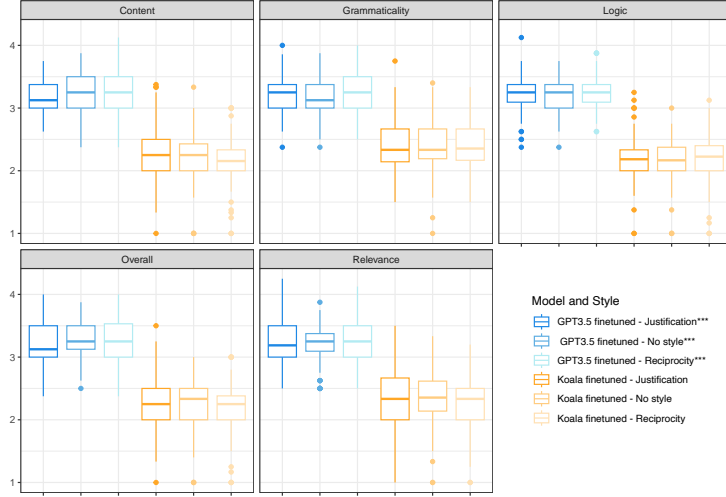 Content
Grammaticality
Logic
4
3
2
1
Overall
Relevance
4
3
2
1
Model and Style
GPT3.5 finetuned - Justification***
GPT3.5 finetuned - No style***
GPT3.5 finetuned - Reciprocity***
Koala finetuned - Justification
Koala finetuned - No style
Koala finetuned - Reciprocity